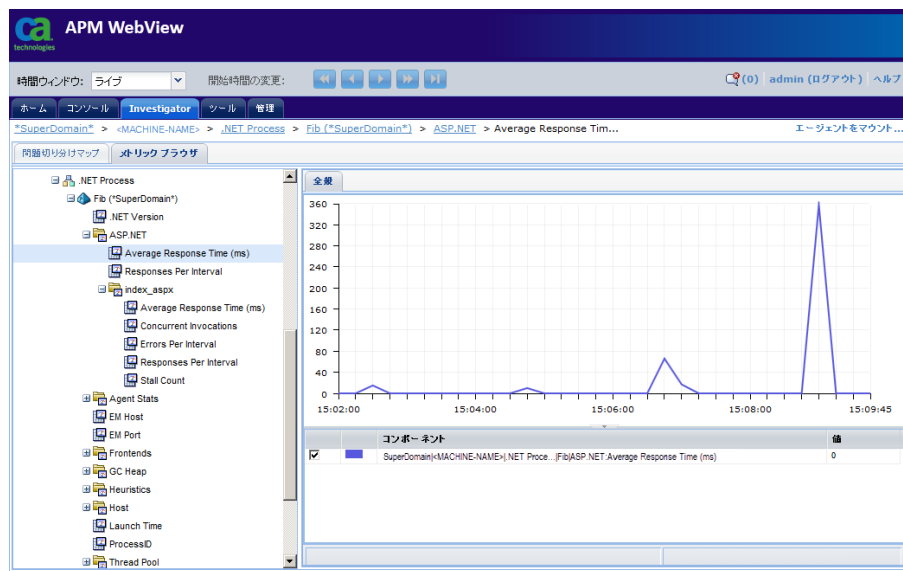 ca
technologies
APM WebView
時間ウィンドウ: ライブ 開始時間の変更: (0) admin (ログアウト) ヘルプ
ホーム コンソール Investigator ツール 管理
*SuperDomain* > <MACHINE-NAME> > .NET Process > Fib (*SuperDomain*) > ASP.NET > Average Response Tim... エージェントをマウント...
問題切り分けマップ メトリック ブラウザ
.NET Process
Fib (*SuperDomain*)
.NET Version
ASP.NET
Average Response Time (ms)
Responses Per Interval
index_aspx
Average Response Time (ms)
Concurrent Invocations
Errors Per Interval
Responses Per Interval
Stall Count
Agent Stats
EM Host
EM Port
Frontends
GC Heap
Heuristics
Host
Launch Time
ProcessID
Thread Pool
全般
360
320
280
240
200
160
120
80
40
0
15:02:00 15:04:00 15:06:00 15:08:00 15:09:45
コンポーネント 値
SuperDomain|<MACHINE-NAME>|.NET Proce...|Fib|ASP.NET:Average Response Time (ms) 0